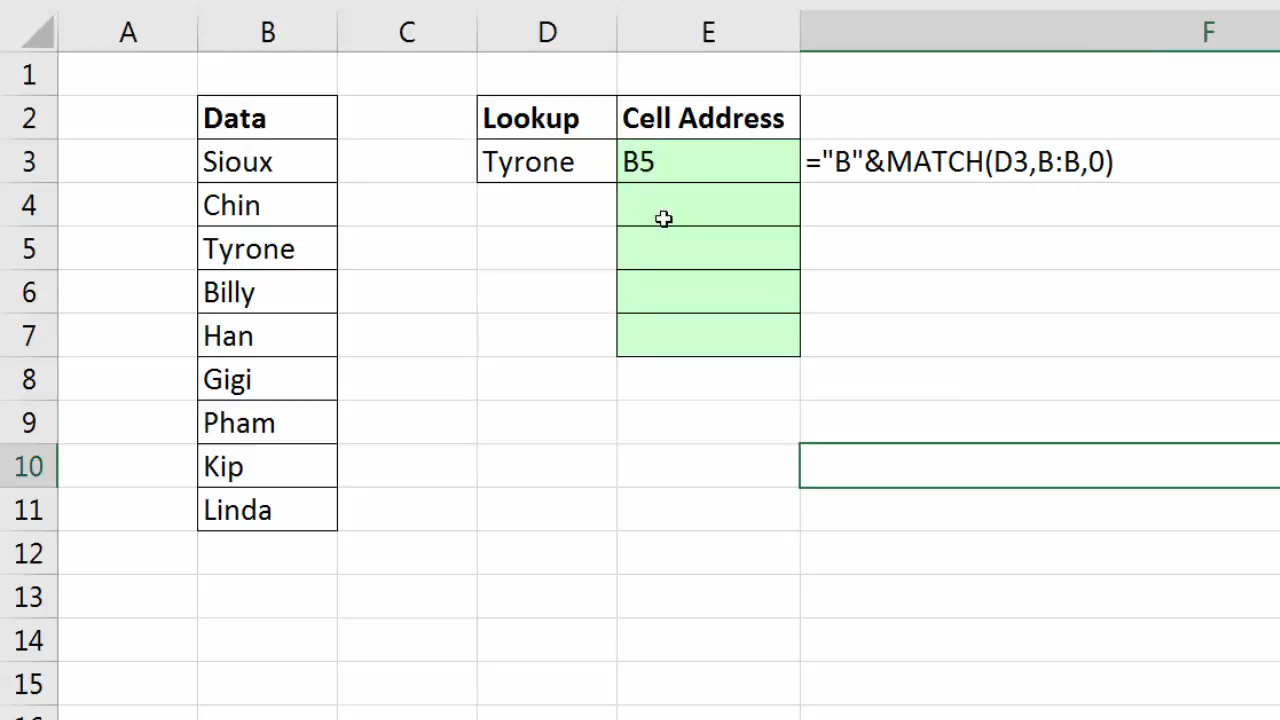 A B C D E F
1
2 Data Lookup Cell Address
3 Sioux Tyrone B5 ="B"&MATCH(D3,B:B,0)
4 Chin
5 Tyrone
6 Billy
7 Han
8 Gigi
9 Pham
10 Kip
11 Linda
12
13
14
15